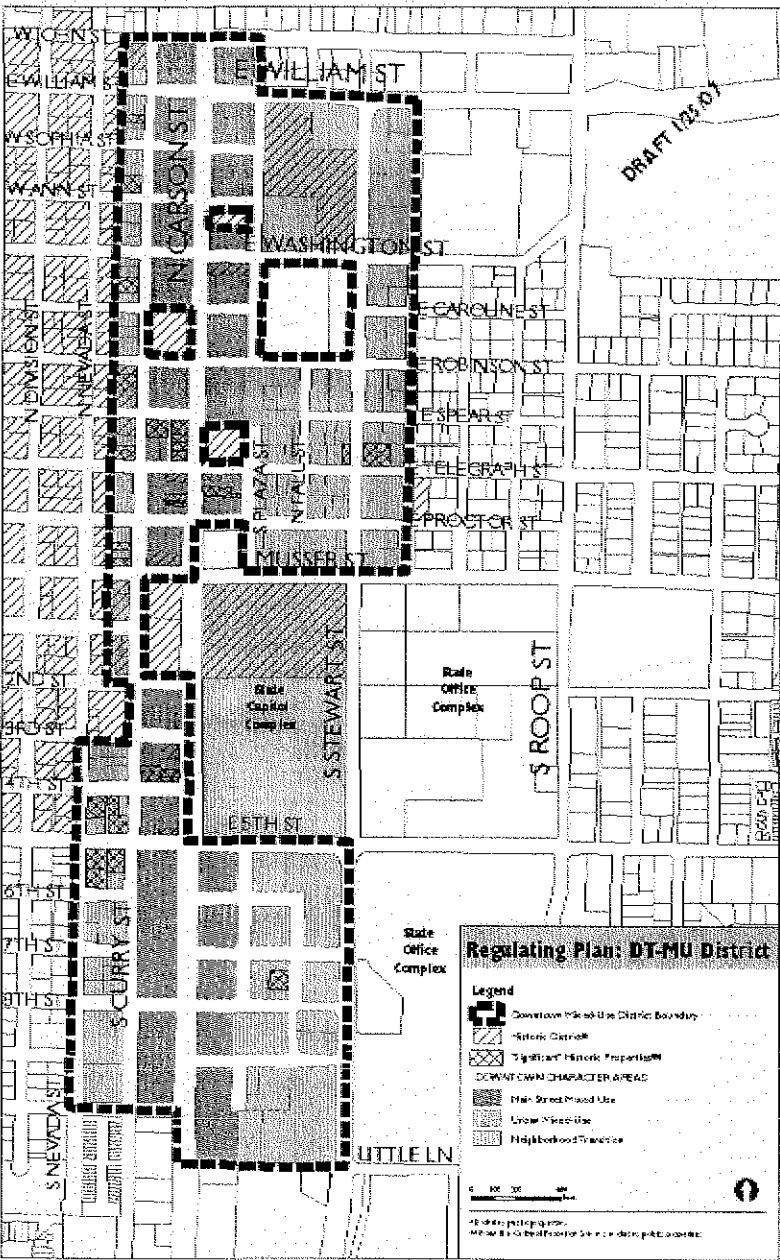 E WILLIAM ST
E WILLIAM ST
W SOPHIA ST
W ANN ST
N CARSON ST
DRAFT 1/25/07
E WASHINGTON ST
N DIVISION ST
N NEVADA ST
E CAROLINE ST
E ROBINSON ST
E SPEAR ST
TELEGRAPH ST
S PLAZA ST
N FALL ST
PROCTOR ST
MUSSER ST
2ND ST
3RD ST
4TH ST
State
Capitol
Complex
S STEWART ST
State
Office
Complex
S ROOP ST
E 5TH ST
6TH ST
7TH ST
S CURRY ST
State
Office
Complex
S NEVADA ST
LITTLE LN
Regulating Plan: DT-MU District
Legend
Downtown Mixed-Use District Boundary
Historic District
"Significant" Historic Properties
DOWNTOWN CHARACTER AREAS
Main Street Mixed Use
Urban Mixed-Use
Neighborhood Transition